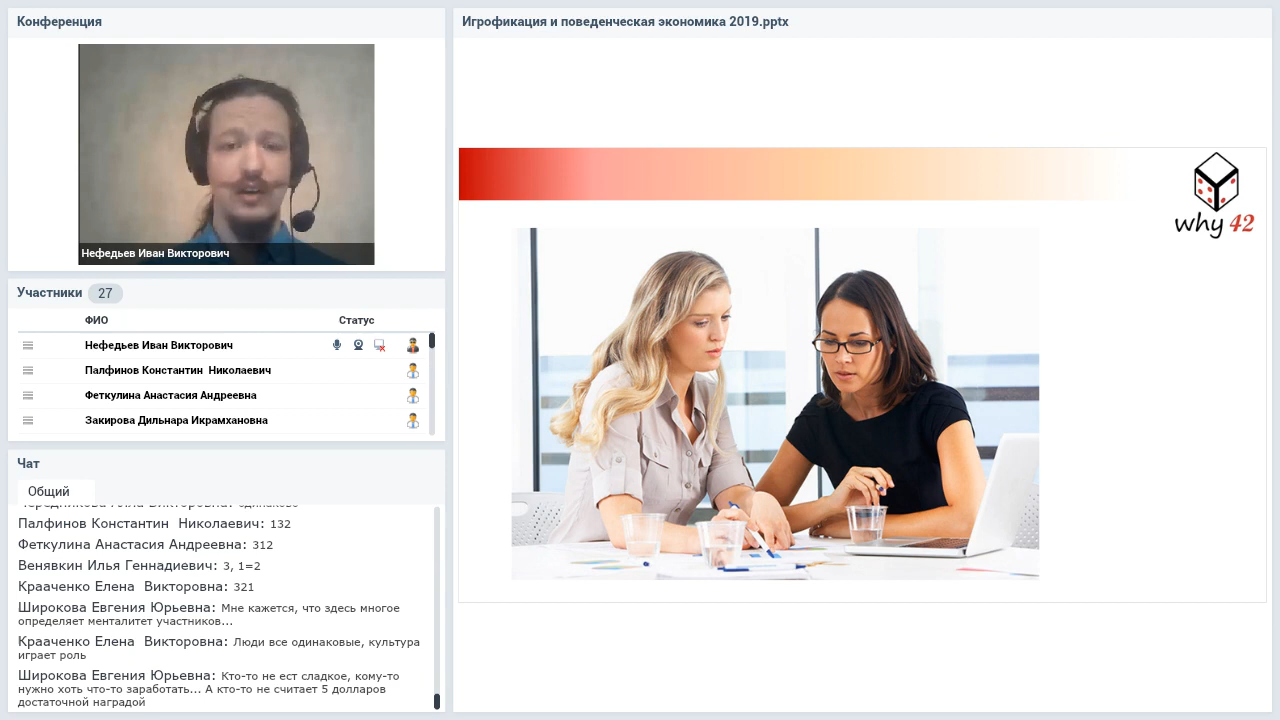 Конференция
Нефедьев Иван Викторович
Участники 27
ФИО Статус
Нефедьев Иван Викторович
Палфинов Константин Николаевич
Феткулина Анастасия Андреевна
Закирова Дильнара Икрамхановна
Чат
Общий
Палфинов Константин Николаевич: 132
Феткулина Анастасия Андреевна: 312
Венявкин Илья Геннадиевич: 3, 1=2
Краaченко Елена Викторовна: 321
Широкова Евгения Юрьевна: Мне кажется, что здесь многое
определяет менталитет участников...
Краaченко Елена Викторовна: Люди все одинаковые, культура
играет роль
Широкова Евгения Юрьевна: Кто-то не ест сладкое, кому-то
нужно хоть что-то заработать... А кто-то не считает 5 долларов
достаточной наградой
Игрофикация и поведенческая экономика 2019.pptx
why 42